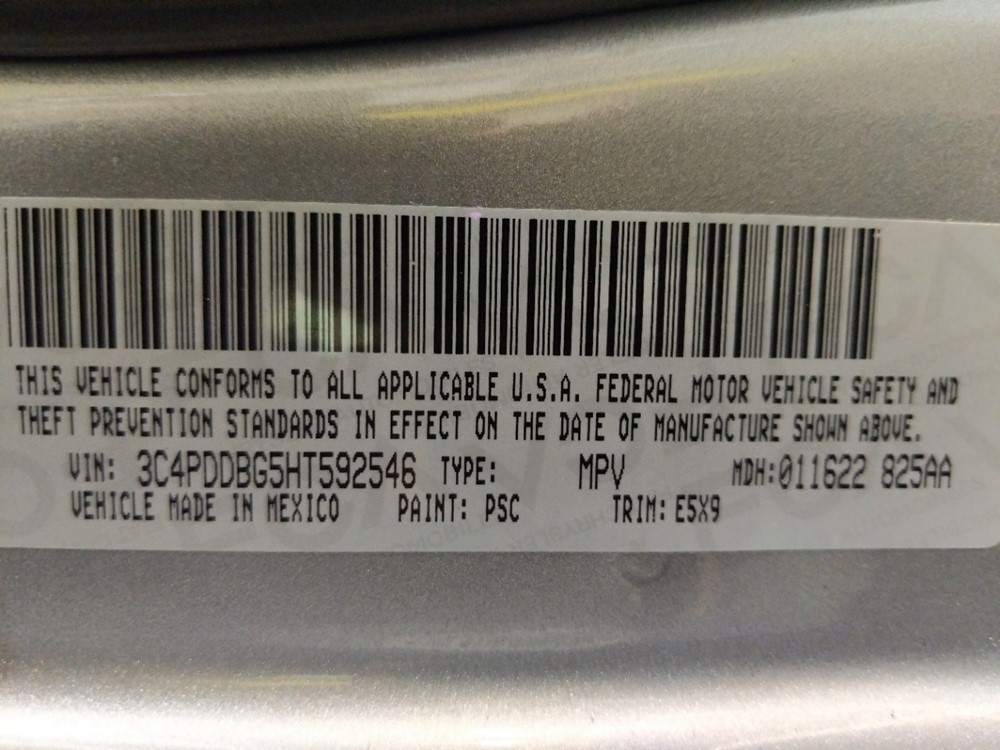 THIS VEHICLE CONFORMS TO ALL APPLICABLE U.S.A. FEDERAL MOTOR VEHICLE SAFETY AND
THEFT PREVENTION STANDARDS IN EFFECT ON THE DATE OF MANUFACTURE SHOWN ABOVE.
VIN: 3C4PDDBG5HT592546 TYPE: MPV MDH:011622 825AA
VEHICLE MADE IN MEXICO PAINT: PSC TRIM: E5X9